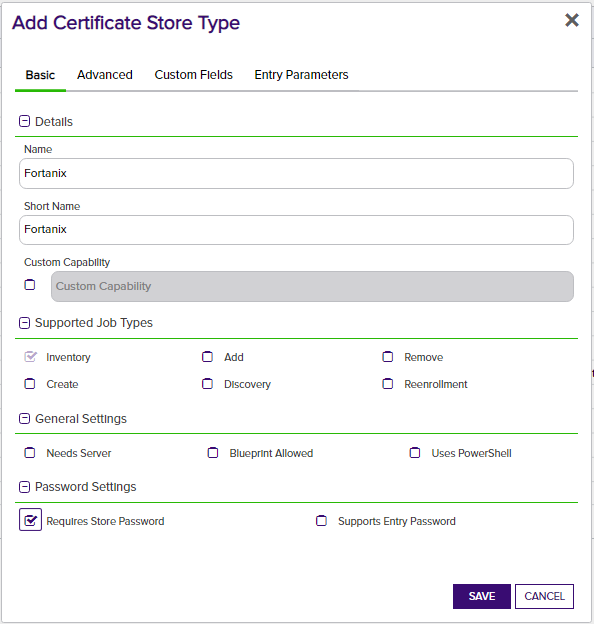 Add Certificate Store Type
Basic Advanced Custom Fields Entry Parameters
Details
Name
Fortanix
Short Name
Fortanix
Custom Capability
Custom Capability
Supported Job Types
Inventory Add Remove
Create Discovery Reenrollment
General Settings
Needs Server Blueprint Allowed Uses PowerShell
Password Settings
Requires Store Password Supports Entry Password
SAVE CANCEL